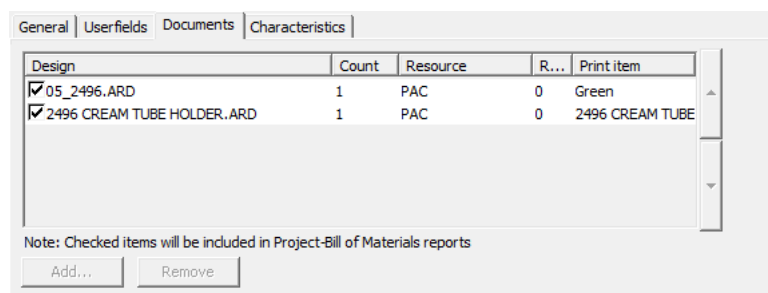 General Userfields Documents Characteristics
Design Count Resource R... Print item
05_2496.ARD 1 PAC 0 Green
2496 CREAM TUBE HOLDER.ARD 1 PAC 0 2496 CREAM TUBE
Note: Checked items will be included in Project-Bill of Materials reports
Add... Remove